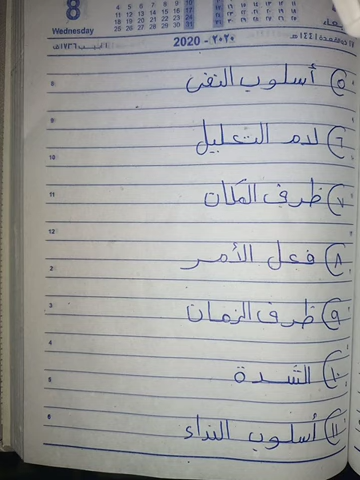 8
Wednesday
2020 - ٢٠٢٠
٥) أسلوب النفى
٦) لام التعليل
٧) ظرف المكان
٨) فعل الأمر
٩) ظرف الزمان
١٠) الشدة
١١) أسلوب النداء